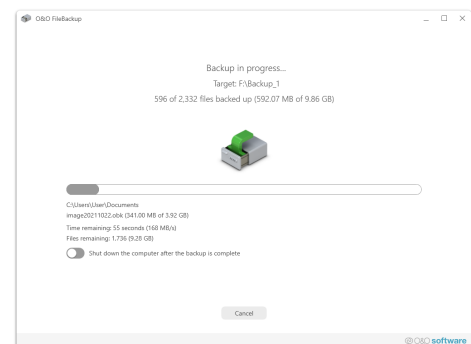 O&O FileBackup
Backup in progress...
Target: F:\Backup_1
596 of 2,332 files backed up (592.07 MB of 9.86 GB)
C:\Users\User\Documents
image20211022.obk (341.00 MB of 3.92 GB)
Time remaining: 55 seconds (168 MB/s)
Files remaining: 1,736 (9.28 GB)
Shut down the computer after the backup is complete
Cancel
O&O software